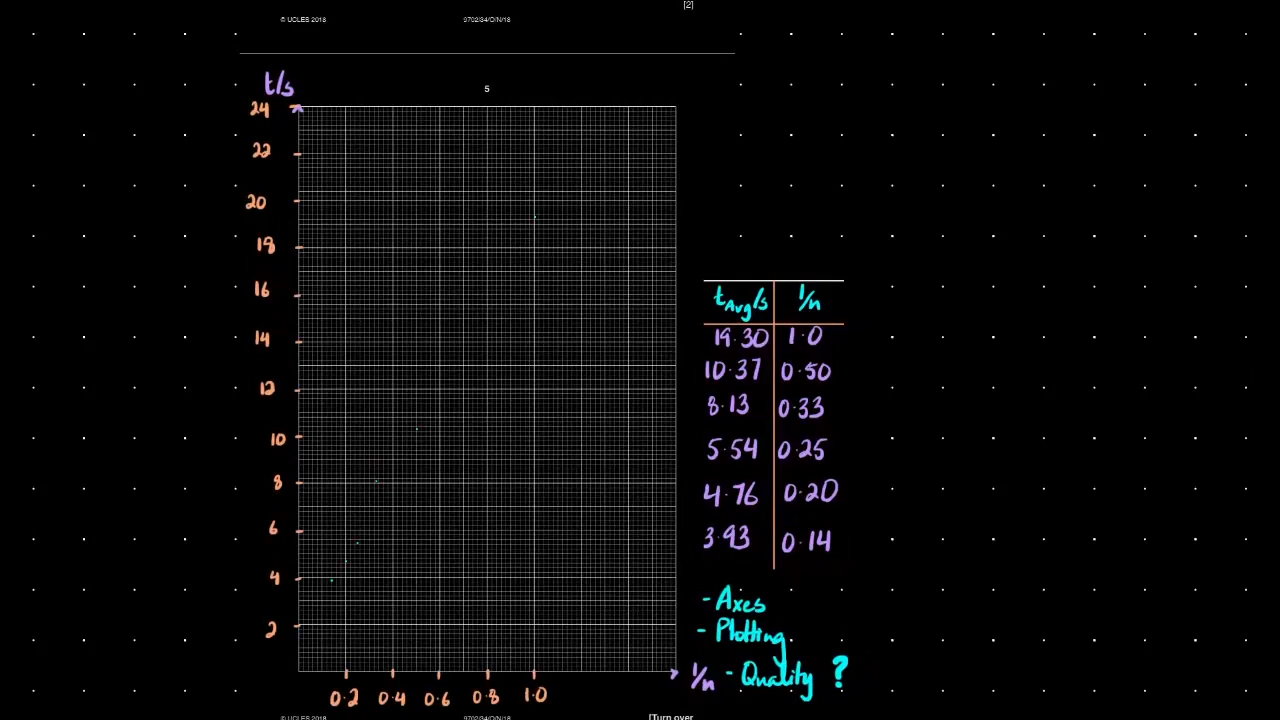 [2]
© UCLES 2018 9702/34/O/N/18
5
t/s
24
22
20
18
16
14
12
10
8
6
4
2
0.2 0.4 0.6 0.8 1.0
1/n
tAvg/s 1/n
19.30 1.0
10.37 0.50
8.13 0.33
5.54 0.25
4.76 0.20
3.93 0.14
- Axes
- Plotting
- Quality ?
© UCLES 2018 9702/34/O/N/18 [Turn over